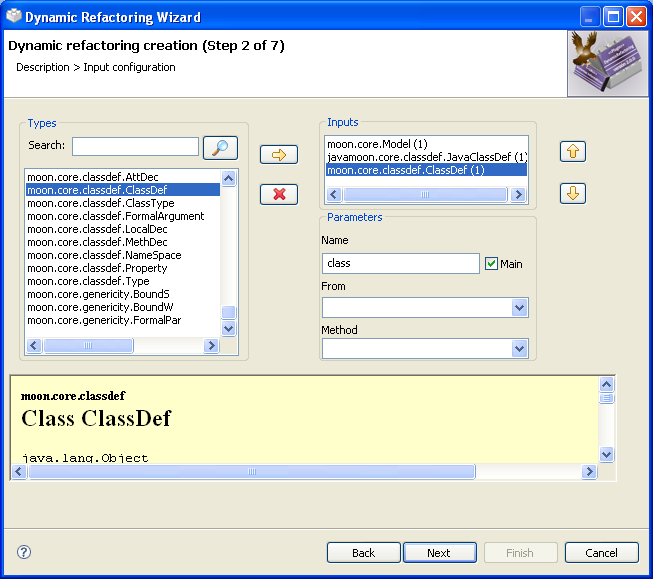 Dynamic Refactoring Wizard
Dynamic refactoring creation (Step 2 of 7)
Description > Input configuration
Types
Search:
moon.core.classdef.AttDec
moon.core.classdef.ClassDef
moon.core.classdef.ClassType
moon.core.classdef.FormalArgument
moon.core.classdef.LocalDec
moon.core.classdef.MethDec
moon.core.classdef.NameSpace
moon.core.classdef.Property
moon.core.classdef.Type
moon.core.genericity.BoundS
moon.core.genericity.BoundW
moon.core.genericity.FormalPar
Inputs
moon.core.Model (1)
javamoon.core.classdef.JavaClassDef (1)
moon.core.classdef.ClassDef (1)
Parameters
Name
class
Main
From
Method
moon.core.classdef
Class ClassDef
java.lang.Object
?
Back
Next
Finish
Cancel